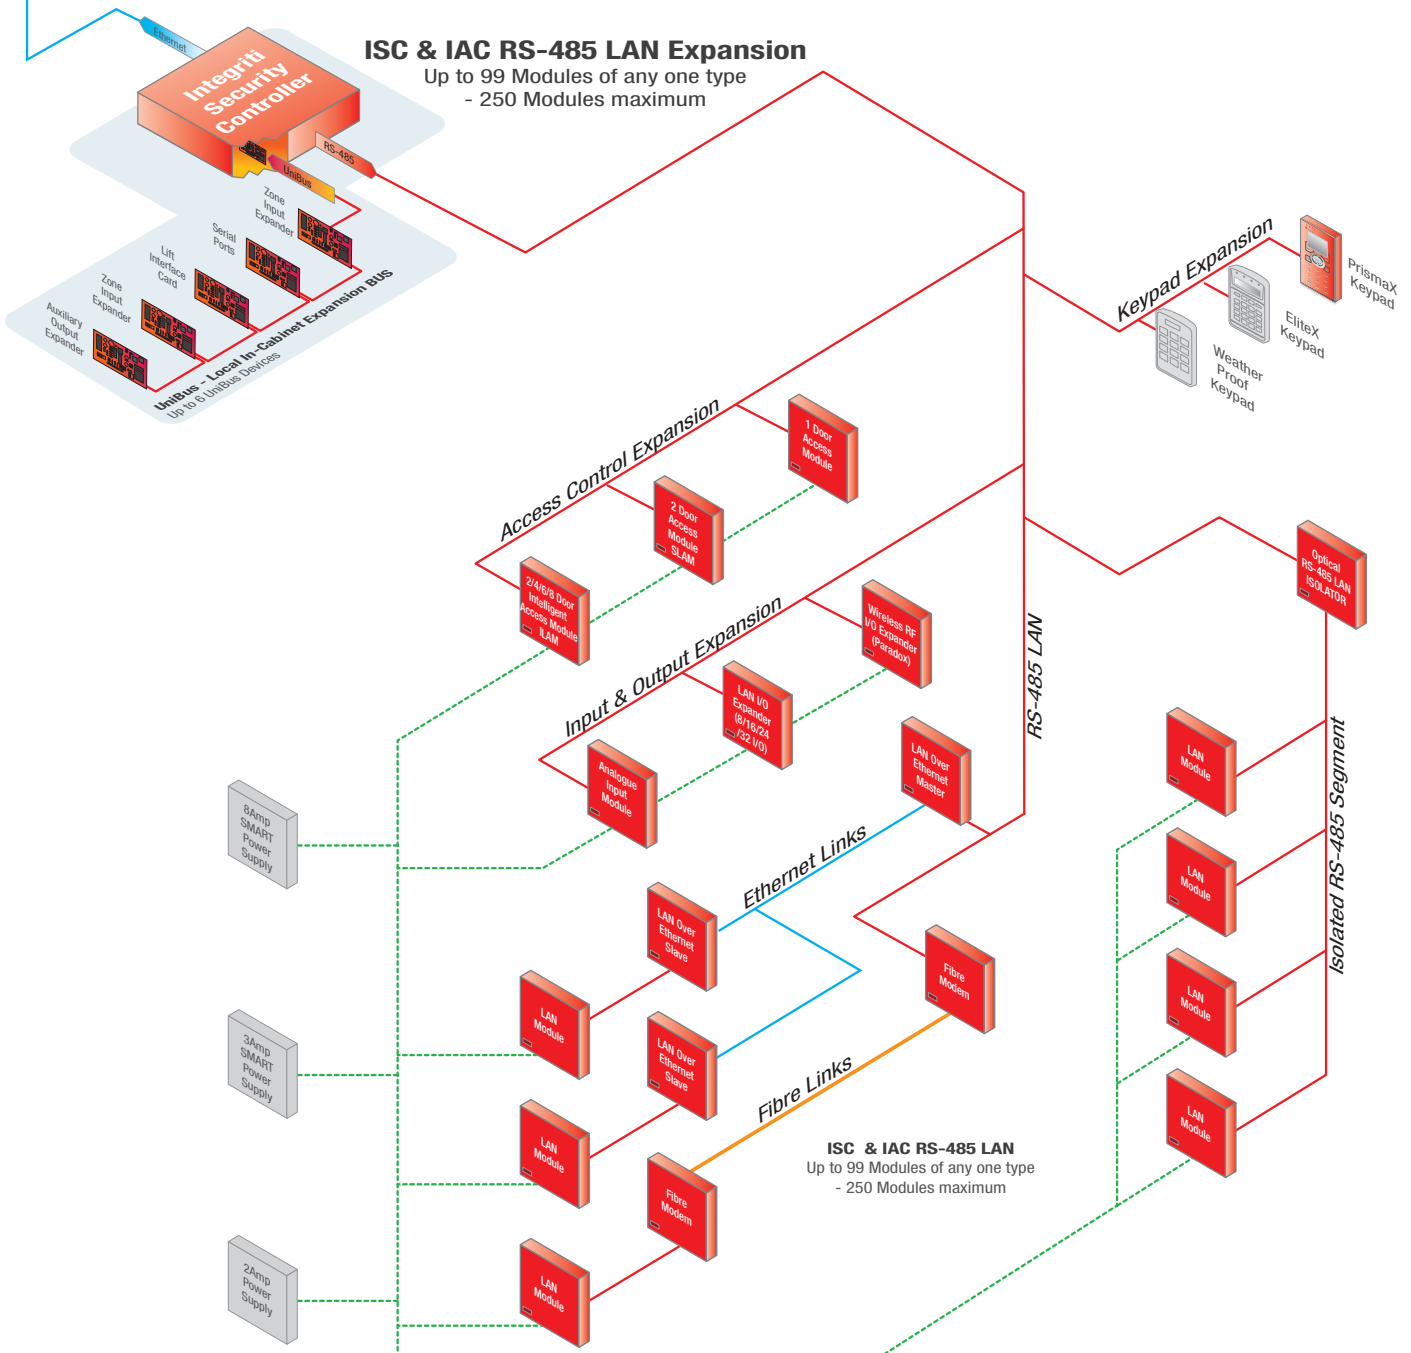 Ethernet
Integriti
Security
Controller
RS-485
UniBus
ISC & IAC RS-485 LAN Expansion
Up to 99 Modules of any one type
- 250 Modules maximum
Zone
Input
Expander
Serial
Ports
Lift
Interface
Card
Zone
Input
Expander
Auxiliary
Output
Expander
UniBus - Local In-Cabinet Expansion BUS
Up to 6 UniBus Devices
Keypad Expansion
PrismaX
Keypad
EliteX
Keypad
Weather
Proof
Keypad
Access Control Expansion
1 Door
Access
Module
2 Door
Access
Module
SLAM
2/4/6/8 Door
Intelligent
Access Module
ILAM
Input & Output Expansion
Wireless RF
I/O Expander
(Paradox)
LAN I/O
Expander
(8/16/24
/32 I/O)
Analogue
Input
Module
RS-485 LAN
Optical
RS-485 LAN
ISOLATOR
Isolated RS-485 Segment
LAN
Module
LAN
Module
LAN
Module
LAN
Module
LAN Over
Ethernet
Master
Ethernet Links
LAN Over
Ethernet
Slave
LAN
Module
LAN Over
Ethernet
Slave
LAN
Module
Fibre
Modem
Fibre Links
Fibre
Modem
LAN
Module
8Amp
SMART
Power
Supply
3Amp
SMART
Power
Supply
2Amp
Power
Supply
ISC & IAC RS-485 LAN
Up to 99 Modules of any one type
- 250 Modules maximum